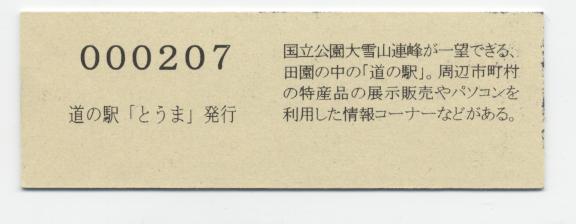 000207
道の駅「とうま」発行
国立公園大雪山連峰が一望できる、
田園の中の「道の駅」。周辺市町村
の特産品の展示販売やパソコンを
利用した情報コーナーなどがある。